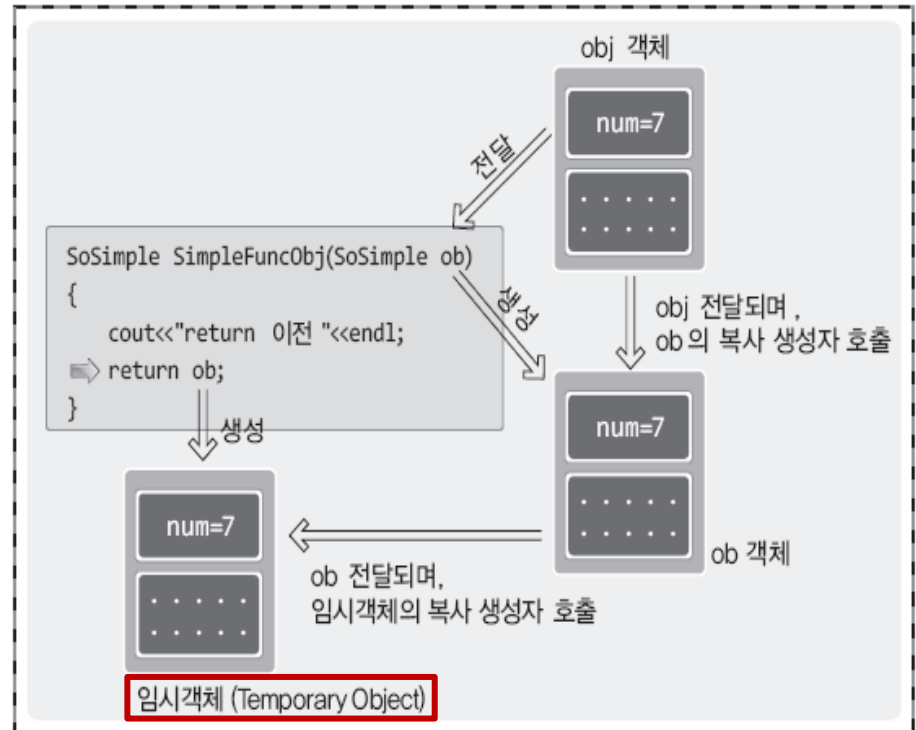 obj 객체
num=7
전달
SoSimple SimpleFuncObj(SoSimple ob)
{
cout<<"return 이전 "<<endl;
return ob;
}
생성
obj 전달되며,
ob의 복사 생성자 호출
생성
num=7
num=7
ob 객체
ob 전달되며,
임시객체의 복사 생성자 호출
임시객체 (Temporary Object)